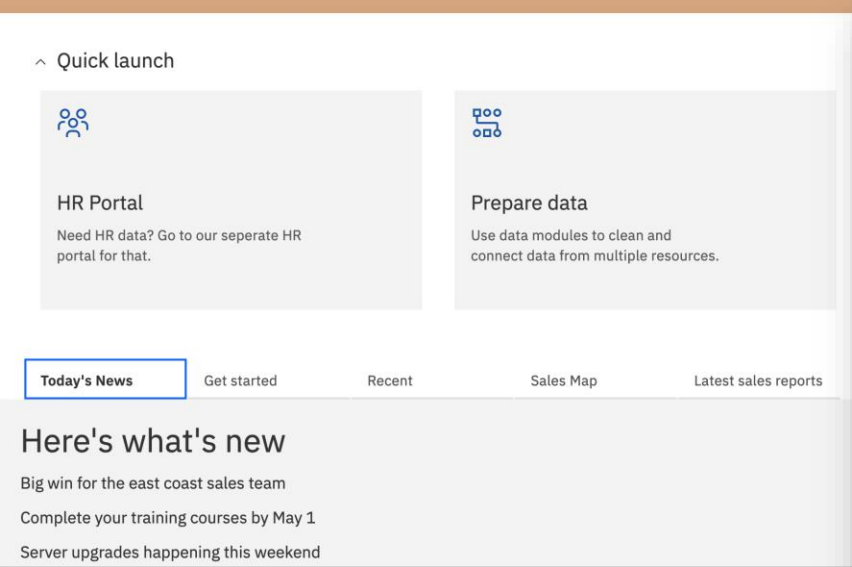 Quick launch
HR Portal
Need HR data? Go to our seperate HR
portal for that.
Prepare data
Use data modules to clean and
connect data from multiple resources.
Today's News
Get started
Recent
Sales Map
Latest sales reports
Here's what's new
Big win for the east coast sales team
Complete your training courses by May 1
Server upgrades happening this weekend